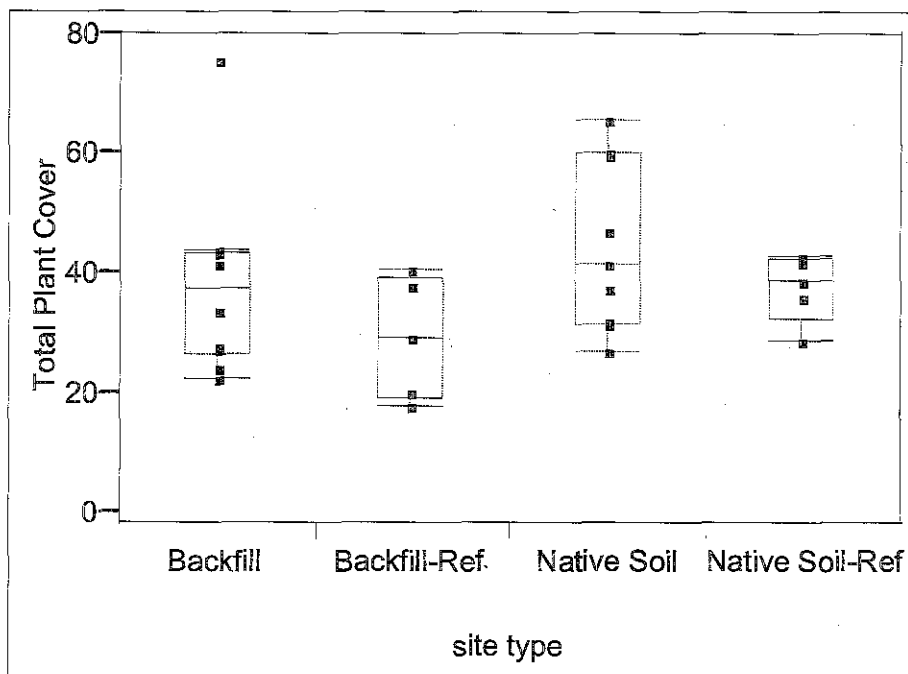 80
60
40
20
0
Total Plant Cover
Backfill
Backfill-Ref.
Native Soil
Native Soil-Ref
site type